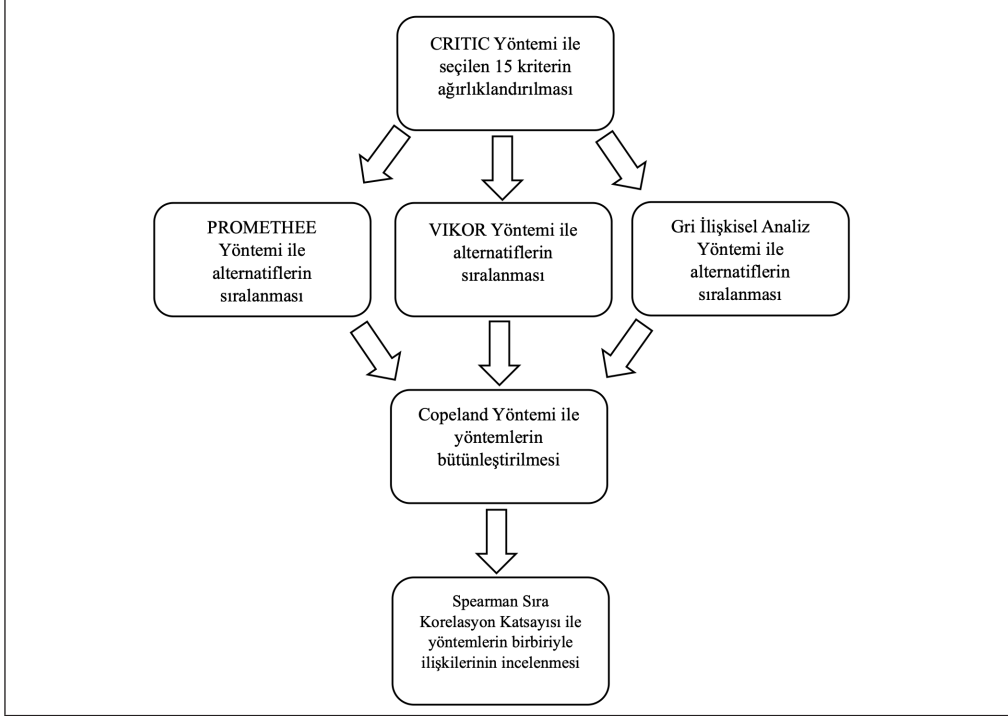 CRITIC Yöntemi ile
seçilen 15 kriterin
ağırlıklandırılması
PROMETHEE
Yöntemi ile
alternatiflerin
sıralanması
VIKOR Yöntemi ile
alternatiflerin
sıralanması
Gri İlişkisel Analiz
Yöntemi ile
alternatiflerin
sıralanması
Copeland Yöntemi ile
yöntemlerin
bütünleştirilmesi
Spearman Sıra
Korelasyon Katsayısı ile
yöntemlerin birbiriyle
ilişkilerinin incelenmesi